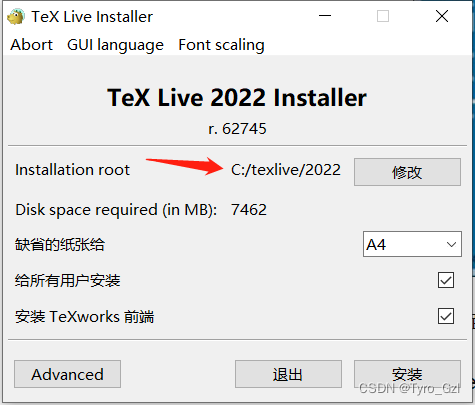 TeX Live Installer
Abort GUI language Font scaling
TeX Live 2022 Installer
r. 62745
Installation root C:/texlive/2022 修改
Disk space required (in MB): 7462
缺省的纸张给 A4
给所有用户安装
安装 TeXworks 前端
Advanced 退出 安装
CSDN @Tyro_Gzl